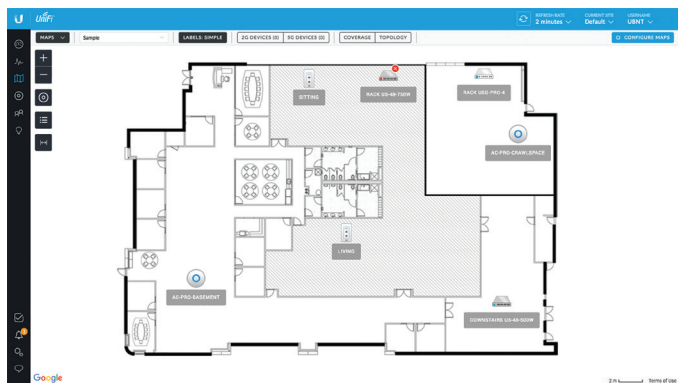 U UniFi
REFRESH RATE
2 minutes
CURRENT SITE
Default
USERNAME
UBNT
MAPS
Sample
LABELS: SIMPLE
2G DEVICES (0)
5G DEVICES (0)
COVERAGE
TOPOLOGY
CONFIGURE MAPS
SITTING
RACK US-48-750W
RACK USG-PRO-4
AC-PRO-CRAWLSPACE
LIVING
AC-PRO-BASEMENT
DOWNSTAIRS US-48-500W
Google
2 m
Terms of Use